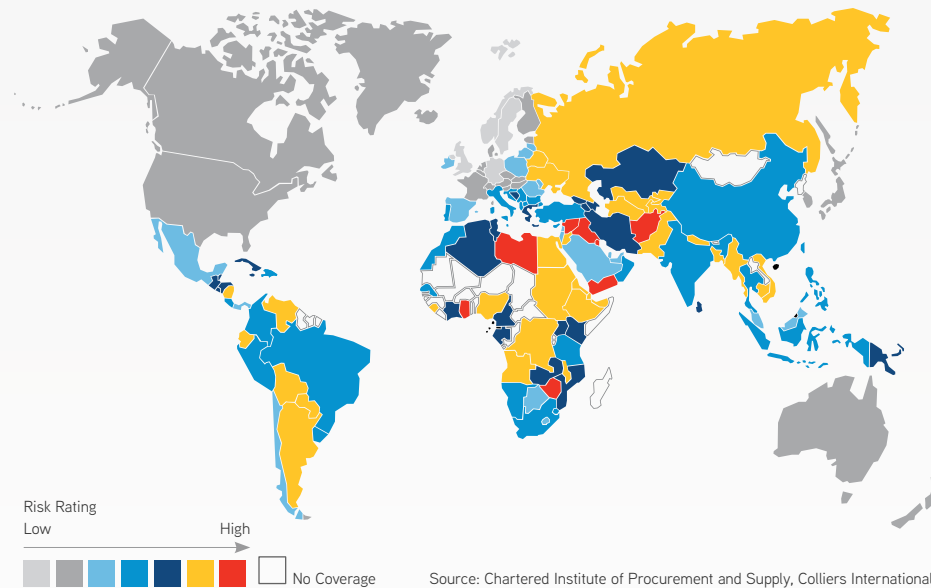 Risk Rating
Low High
No Coverage
Source: Chartered Institute of Procurement and Supply, Colliers International